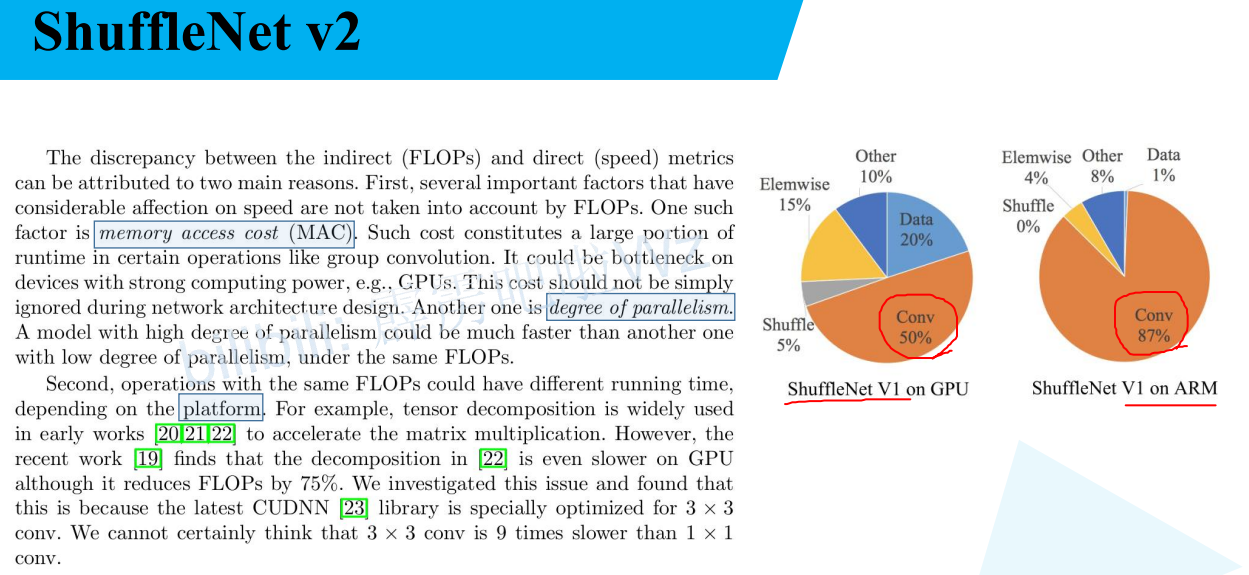 ShuffleNet v2
The discrepancy between the indirect (FLOPs) and direct (speed) metrics
can be attributed to two main reasons. First, several important factors that have
considerable affection on speed are not taken into account by FLOPs. One such
factor is memory access cost (MAC). Such cost constitutes a large portion of
runtime in certain operations like group convolution. It could be bottleneck on
devices with strong computing power, e.g., GPUs. This cost should not be simply
ignored during network architecture design. Another one is degree of parallelism.
A model with high degree of parallelism could be much faster than another one
with low degree of parallelism, under the same FLOPs.
Second, operations with the same FLOPs could have different running time,
depending on the platform. For example, tensor decomposition is widely used
in early works [20,21,22] to accelerate the matrix multiplication. However, the
recent work [19] finds that the decomposition in [22] is even slower on GPU
although it reduces FLOPs by 75%. We investigated this issue and found that
this is because the latest CUDNN [23] library is specially optimized for 3 × 3
conv. We cannot certainly think that 3 × 3 conv is 9 times slower than 1 × 1
conv.
bilibili: 霹雳吧啦Wz
Other
10%
Elemwise
15%
Data
20%
Shuffle
5%
Conv
50%
ShuffleNet V1 on GPU
Elemwise
4%
Other
8%
Data
1%
Shuffle
0%
Conv
87%
ShuffleNet V1 on ARM